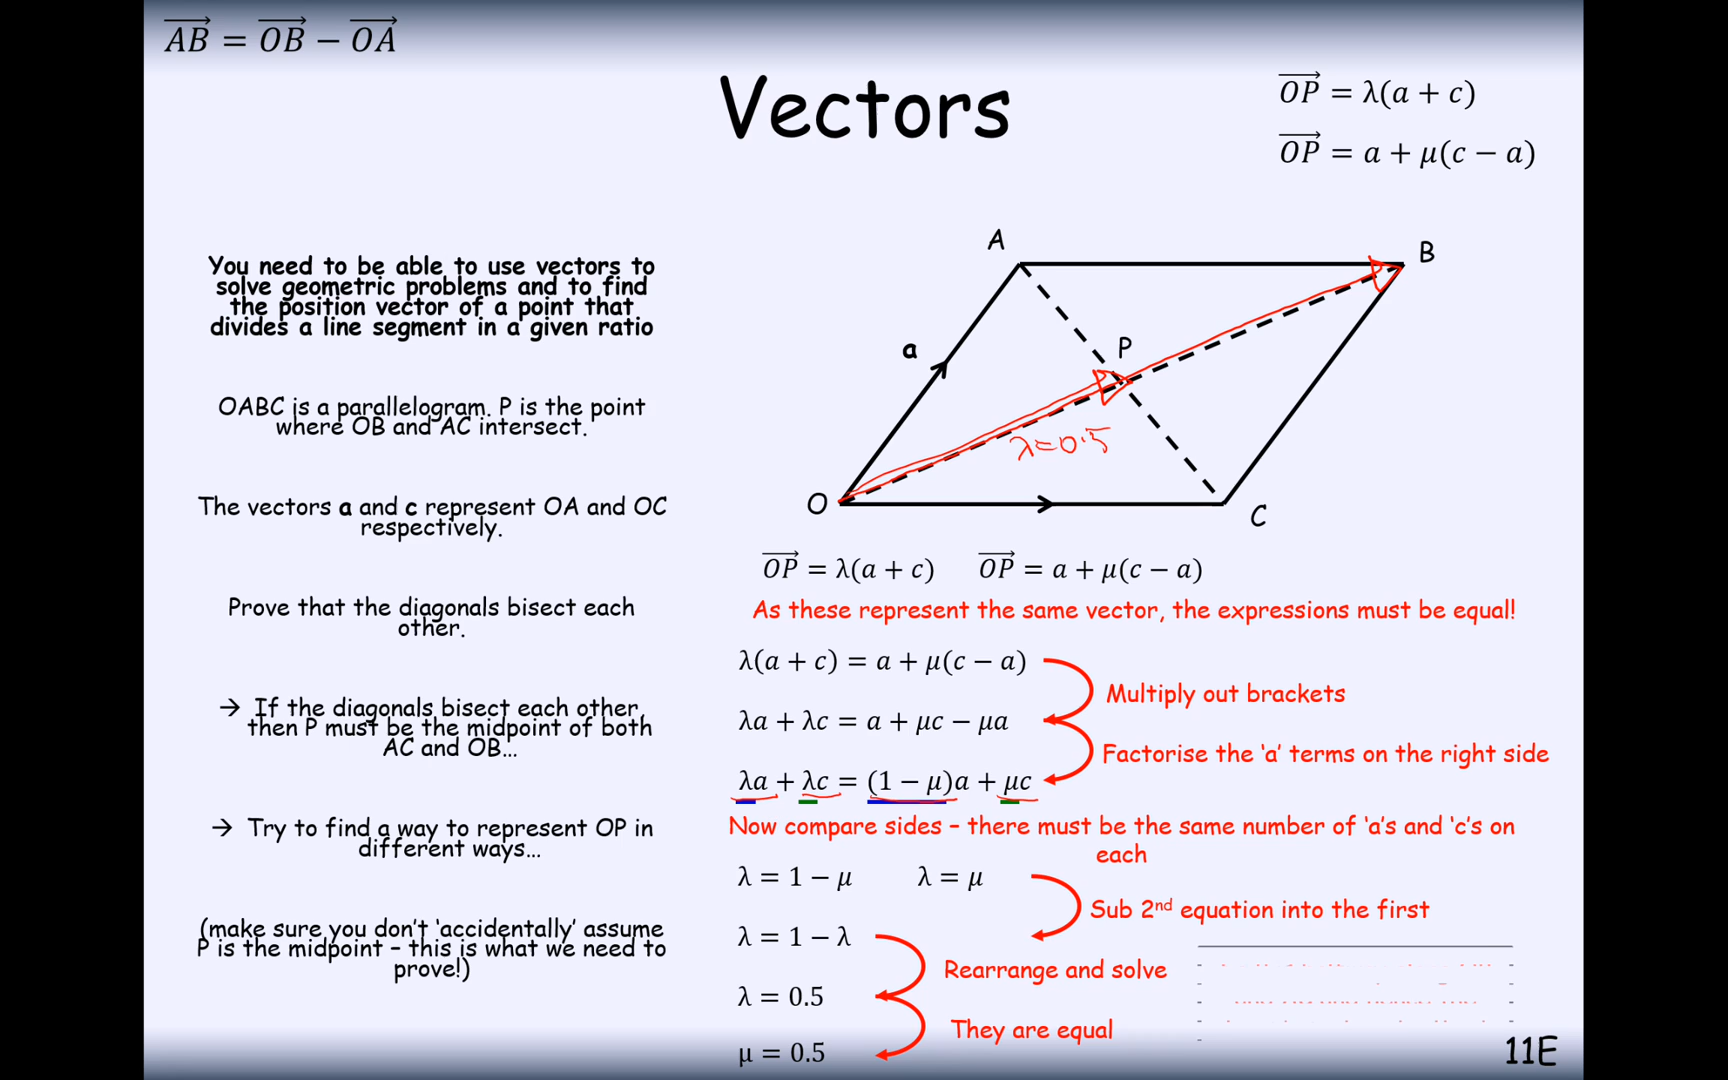 AB = OB − OA
Vectors
OP = λ(a + c)
OP = a + μ(c − a)
You need to be able to use vectors to
solve geometric problems and to find
the position vector of a point that
divides a line segment in a given ratio
OABC is a parallelogram. P is the point
where OB and AC intersect.
The vectors a and c represent OA and OC
respectively.
Prove that the diagonals bisect each
other.
→ If the diagonals bisect each other,
then P must be the midpoint of both
AC and OB…
→ Try to find a way to represent OP in
different ways…
(make sure you don't 'accidentally' assume
P is the midpoint – this is what we need to
prove!)
A
B
a
P
λ=0.5
O
C
OP = λ(a + c) OP = a + μ(c − a)
As these represent the same vector, the expressions must be equal!
λ(a + c) = a + μ(c − a)
Multiply out brackets
λa + λc = a + μc − μa
Factorise the 'a' terms on the right side
λa + λc = (1 − μ)a + μc
Now compare sides – there must be the same number of 'a's and 'c's on
each
λ = 1 − μ λ = μ
Sub 2nd equation into the first
λ = 1 − λ
Rearrange and solve
λ = 0.5
They are equal
μ = 0.5
11E